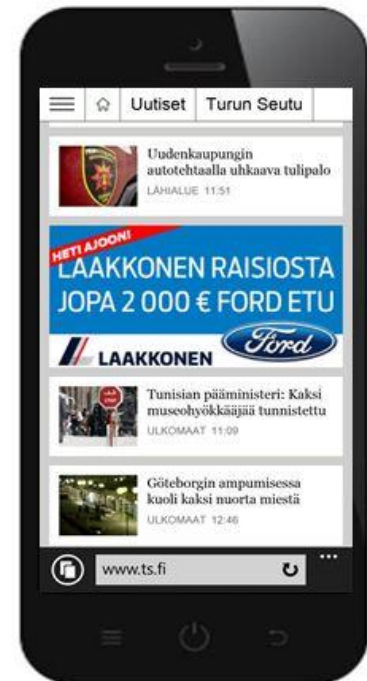 Uutiset
Turun Seutu
Uudenkaupungin
autotehtaalla uhkaava tulipalo
LÄHIALUE 11:51
HETI AJOON!
LAAKKONEN RAISIOSTA
JOPA 2 000 € FORD ETU
LAAKKONEN
Ford
STOP
Tunisian pääministeri: Kaksi
museohyökkääjää tunnistettu
ULKOMAAT 11:09
Göteborgin ampumisessa
kuoli kaksi nuorta miestä
ULKOMAAT 12:46
www.ts.fi